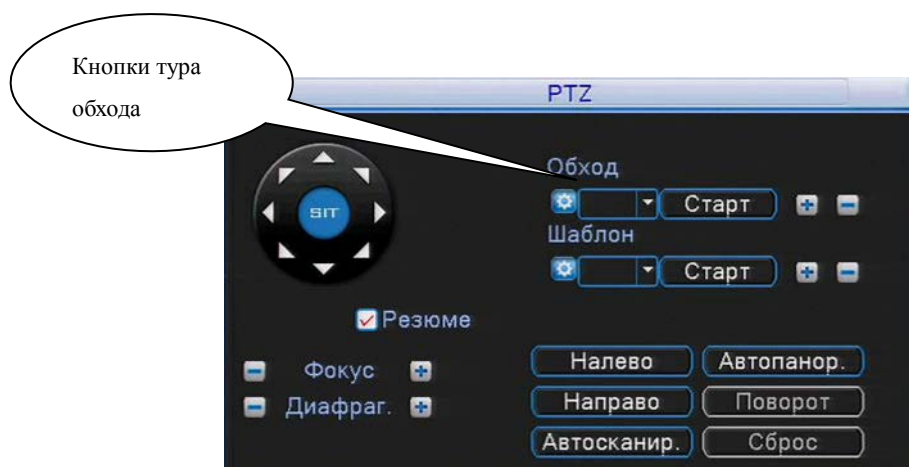 Кнопки тура
обхода
PTZ
Обход
Старт
Шаблон
Старт
SIT
Резюме
Фокус
Диафраг.
Налево Автопанор.
Направо Поворот
Автосканир. Сброс